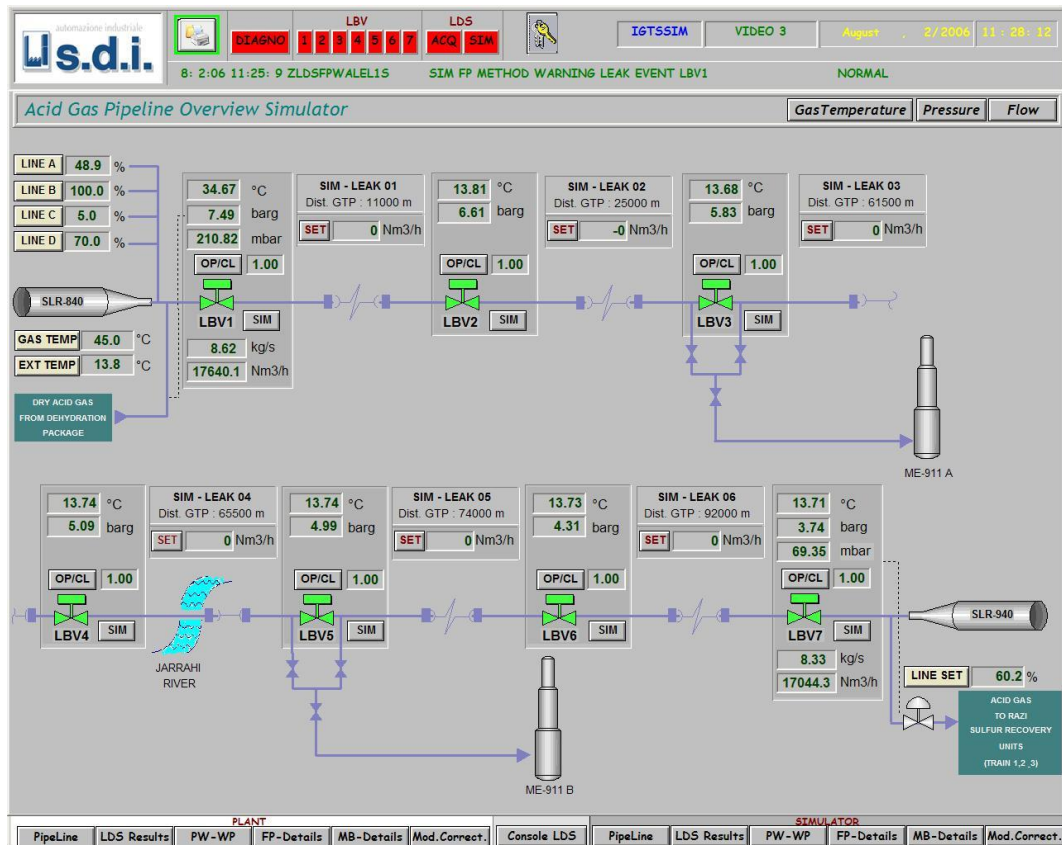 automazione industriale
s.d.i.
LBV
LDS
DIAGNO 1 2 3 4 5 6 7 ACQ SIM
IGTSSIM VIDEO 3 August , 2/2006 11 : 28: 12
8: 2:06 11:25: 9 ZLDSFPWALEL1S SIM FP METHOD WARNING LEAK EVENT LBV1 NORMAL
Acid Gas Pipeline Overview Simulator
GasTemperature Pressure Flow
LINE A 48.9 %
LINE B 100.0 %
LINE C 5.0 %
LINE D 70.0 %
SLR-840
GAS TEMP 45.0 °C
EXT TEMP 13.8 °C
DRY ACID GAS
FROM DEHYDRATION
PACKAGE
34.67 °C
7.49 barg
210.82 mbar
OP/CL 1.00
LBV1 SIM
8.62 kg/s
17640.1 Nm3/h
SIM - LEAK 01
Dist. GTP : 11000 m
SET 0 Nm3/h
13.81 °C
6.61 barg
OP/CL 1.00
LBV2 SIM
SIM - LEAK 02
Dist. GTP : 25000 m
SET -0 Nm3/h
13.68 °C
5.83 barg
OP/CL 1.00
LBV3 SIM
SIM - LEAK 03
Dist. GTP : 61500 m
SET 0 Nm3/h
ME-911 A
13.74 °C
5.09 barg
OP/CL 1.00
LBV4 SIM
SIM - LEAK 04
Dist. GTP : 65500 m
SET 0 Nm3/h
JARRAHI
RIVER
13.74 °C
4.99 barg
OP/CL 1.00
LBV5 SIM
SIM - LEAK 05
Dist. GTP : 74000 m
SET 0 Nm3/h
ME-911 B
13.73 °C
4.31 barg
OP/CL 1.00
LBV6 SIM
SIM - LEAK 06
Dist. GTP : 92000 m
SET 0 Nm3/h
13.71 °C
3.74 barg
69.35 mbar
OP/CL 1.00
LBV7 SIM
8.33 kg/s
17044.3 Nm3/h
SLR-940
LINE SET 60.2 %
ACID GAS
TO RAZI
SULFUR RECOVERY
UNITS
(TRAIN 1,2 ,3)
PLANT
PipeLine LDS Results PW-WP FP-Details MB-Details Mod.Correct.
Console LDS
SIMULATOR
PipeLine LDS Results PW-WP FP-Details MB-Details Mod.Correct.